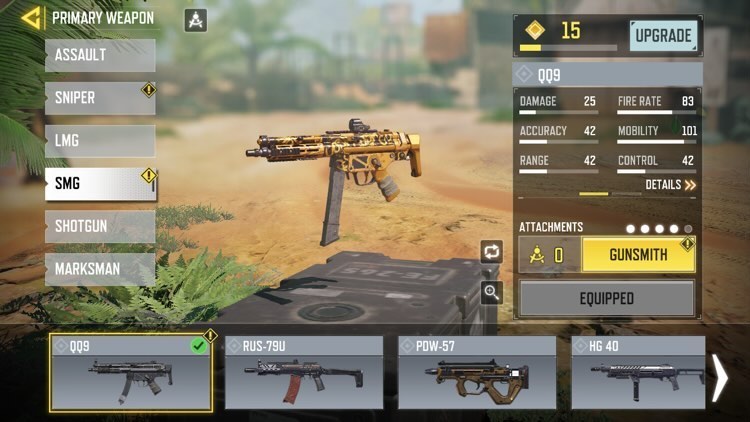 PRIMARY WEAPON
ASSAULT
SNIPER
LMG
SMG
SHOTGUN
MARKSMAN
15
UPGRADE
QQ9
DAMAGE 25 FIRE RATE 83
ACCURACY 42 MOBILITY 101
RANGE 42 CONTROL 42
DETAILS
ATTACHMENTS
0 GUNSMITH
EQUIPPED
QQ9 RUS-79U PDW-57 HG 40